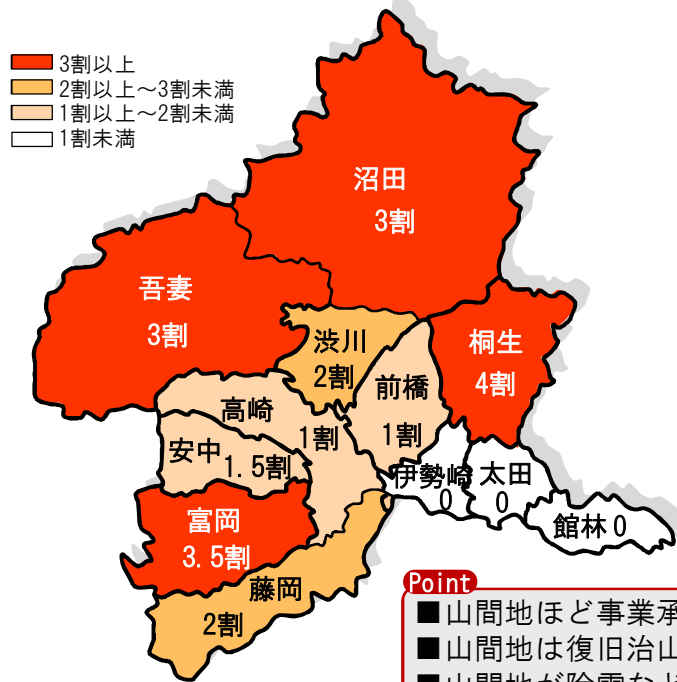 3割以上
2割以上～3割未満
1割以上～2割未満
1割未満
沼田
3割
吾妻
3割
渋川
2割
桐生
4割
前橋
1割
高崎
1割
安中
1.5割
伊勢崎
0
太田
0
館林0
富岡
3.5割
藤岡
2割
Point
■山間地ほど事業承
■山間地は復旧治山